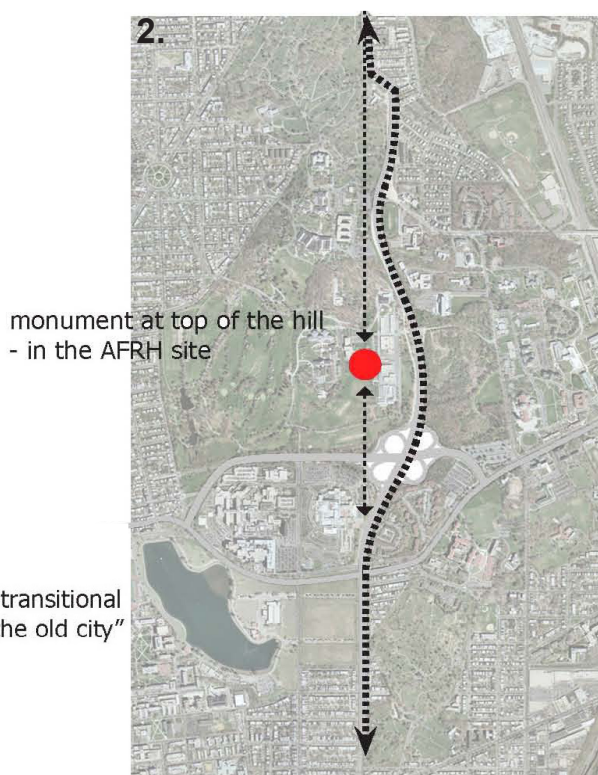 2.
monument at top of the hill
- in the AFRH site
transitional
he old city”